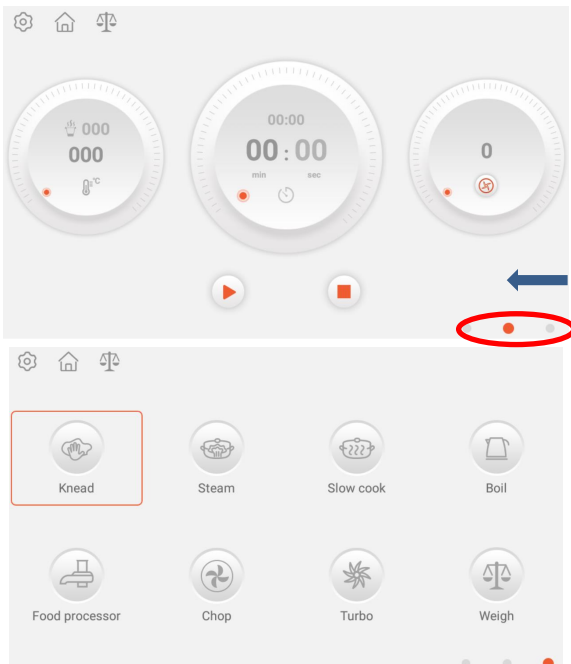 000
000
°C
00:00
00 : 00
min sec
0
Knead Steam Slow cook Boil
Food processor Chop Turbo Weigh